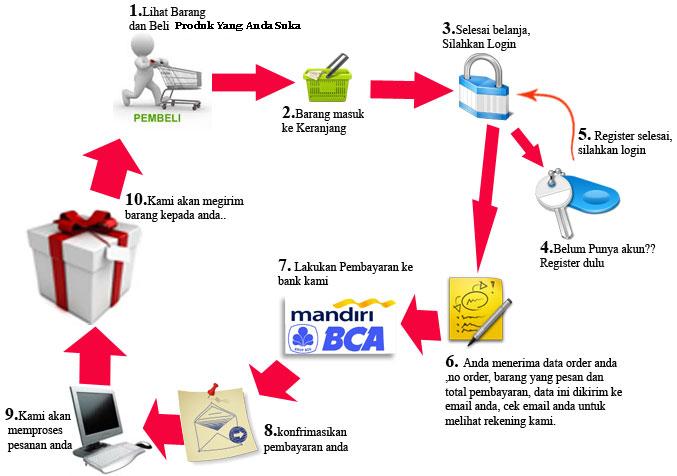 1.Lihat Barang
dan Beli Produk Yang Anda Suka
PEMBELI
2.Barang masuk
ke Keranjang
3.Selesai belanja,
Silahkan Login
4.Belum Punya akun??
Register dulu
5. Register selesai,
silahkan login
6. Anda menerima data order anda
,no order, barang yang pesan dan
total pembayaran, data ini dikirim ke
email anda, cek email anda untuk
melihat rekening kami.
7. Lakukan Pembayaran ke
bank kami
mandiri
BCA
8.konfrimasikan
pembayaran anda
9.Kami akan
memproses
pesanan anda
10.Kami akan megirim
barang kepada anda..